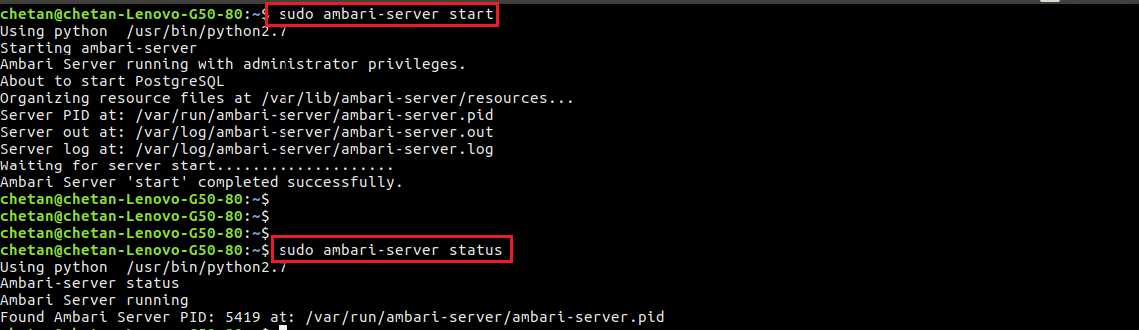 chetan@chetan-Lenovo-G50-80:~$ sudo ambari-server start
Using python  /usr/bin/python2.7
Starting ambari-server
Ambari Server running with administrator privileges.
About to start PostgreSQL
Organizing resource files at /var/lib/ambari-server/resources...
Server PID at: /var/run/ambari-server/ambari-server.pid
Server out at: /var/log/ambari-server/ambari-server.out
Server log at: /var/log/ambari-server/ambari-server.log
Waiting for server start....................
Ambari Server 'start' completed successfully.
chetan@chetan-Lenovo-G50-80:~$
chetan@chetan-Lenovo-G50-80:~$
chetan@chetan-Lenovo-G50-80:~$
chetan@chetan-Lenovo-G50-80:~$ sudo ambari-server status
Using python  /usr/bin/python2.7
Ambari-server status
Ambari Server running
Found Ambari Server PID: 5419 at: /var/run/ambari-server/ambari-server.pid
chetan@chetan-Lenovo-G50-80:~$